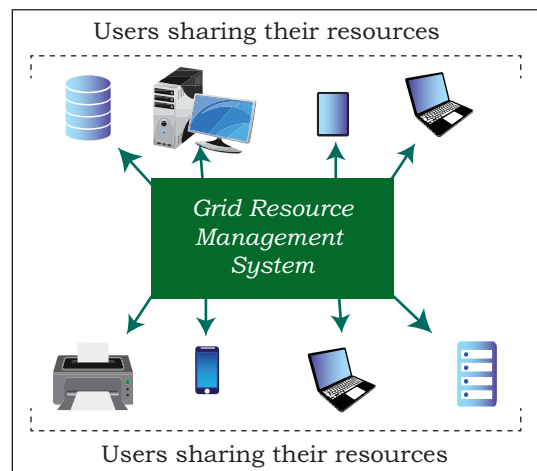 Users sharing their resources
Grid Resource
Management
System
Users sharing their resources